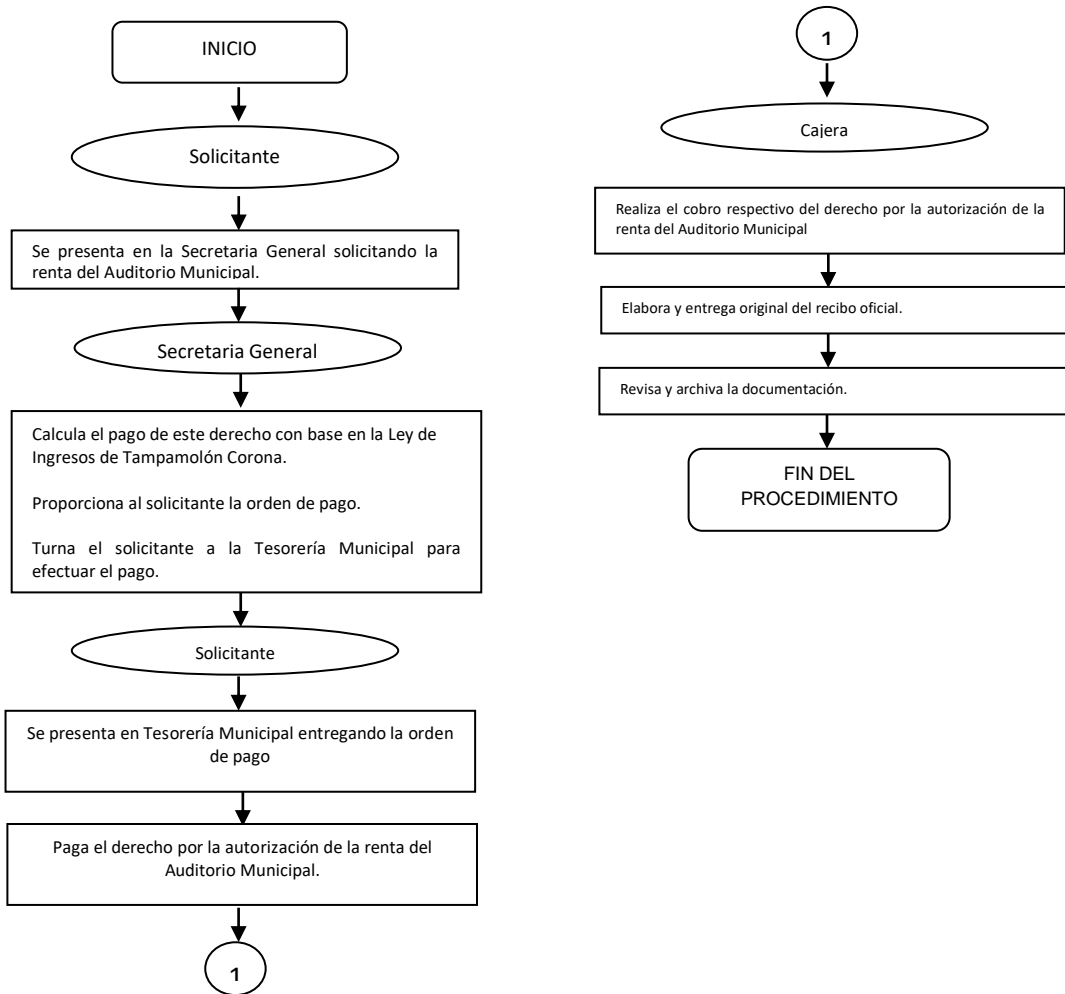 INICIO
Solicitante
Se presenta en la Secretaria General solicitando la
renta del Auditorio Municipal.
Secretaria General
Calcula el pago de este derecho con base en la Ley de
Ingresos de Tampamolón Corona.
Proporciona al solicitante la orden de pago.
Turna el solicitante a la Tesorería Municipal para
efectuar el pago.
Solicitante
Se presenta en Tesorería Municipal entregando la orden
de pago
Paga el derecho por la autorización de la renta del
Auditorio Municipal.
1
1
Cajera
Realiza el cobro respectivo del derecho por la autorización de la
renta del Auditorio Municipal
Elabora y entrega original del recibo oficial.
Revisa y archiva la documentación.
FIN DEL
PROCEDIMIENTO